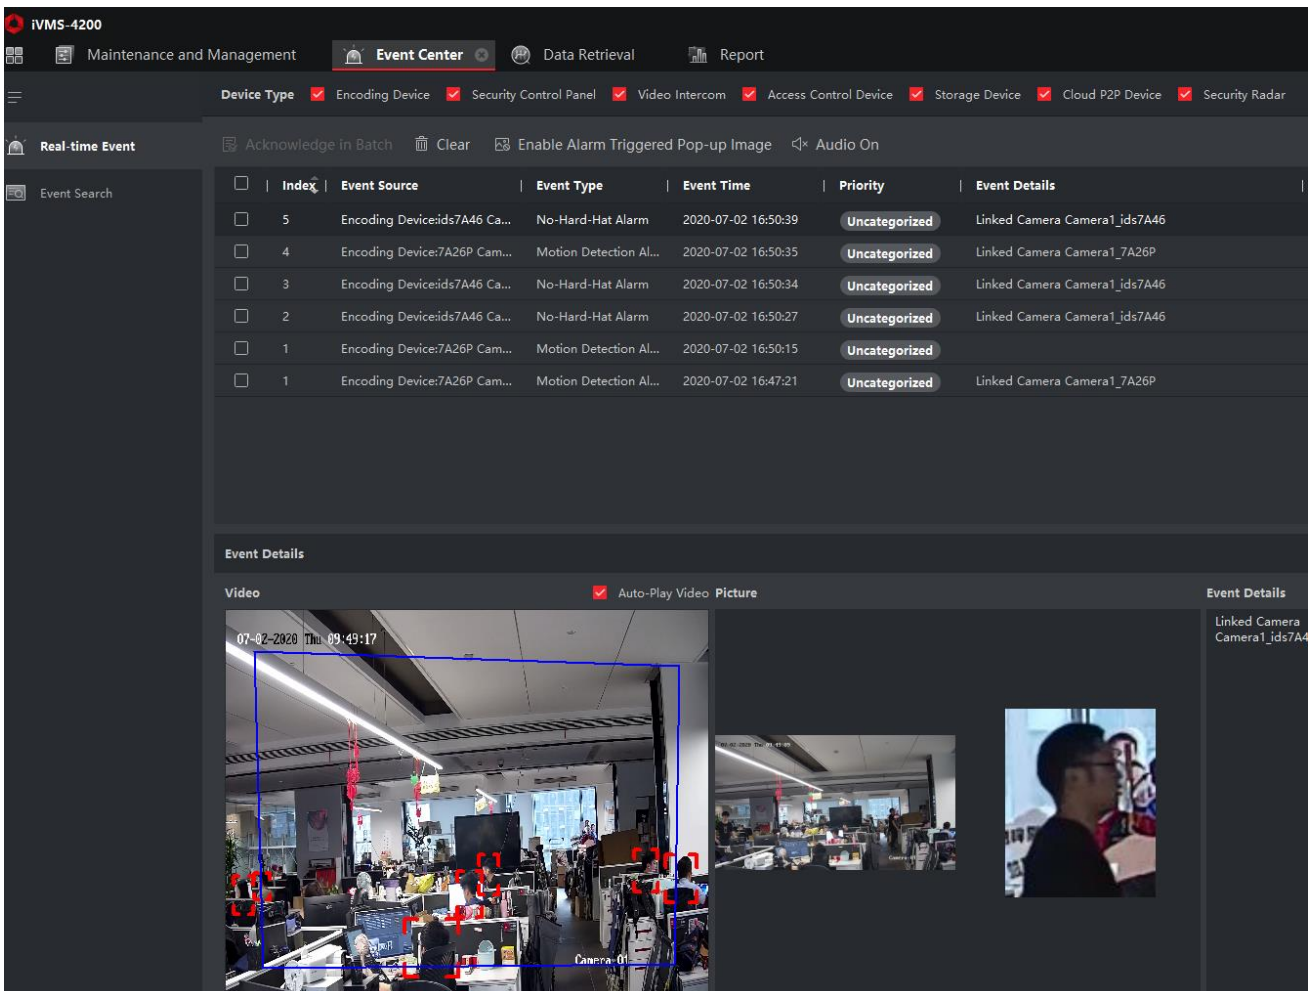 iVMS-4200
Maintenance and Management Event Center Data Retrieval Report
Device Type Encoding Device Security Control Panel Video Intercom Access Control Device Storage Device Cloud P2P Device Security Radar
Real-time Event
Event Search
Acknowledge in Batch Clear Enable Alarm Triggered Pop-up Image Audio On
Index Event Source Event Type Event Time Priority Event Details
5 Encoding Device:ids7A46 Ca... No-Hard-Hat Alarm 2020-07-02 16:50:39 Uncategorized Linked Camera Camera1_ids7A46
4 Encoding Device:7A26P Cam... Motion Detection Al... 2020-07-02 16:50:35 Uncategorized Linked Camera Camera1_7A26P
3 Encoding Device:ids7A46 Ca... No-Hard-Hat Alarm 2020-07-02 16:50:34 Uncategorized Linked Camera Camera1_ids7A46
2 Encoding Device:ids7A46 Ca... No-Hard-Hat Alarm 2020-07-02 16:50:27 Uncategorized Linked Camera Camera1_ids7A46
1 Encoding Device:7A26P Cam... Motion Detection Al... 2020-07-02 16:50:15 Uncategorized
1 Encoding Device:7A26P Cam... Motion Detection Al... 2020-07-02 16:47:21 Uncategorized Linked Camera Camera1_7A26P
Event Details
Video Auto-Play Video Picture Event Details
Linked Camera
Camera1_ids7A4
07-02-2020 Thu 09:49:17
Camera 01